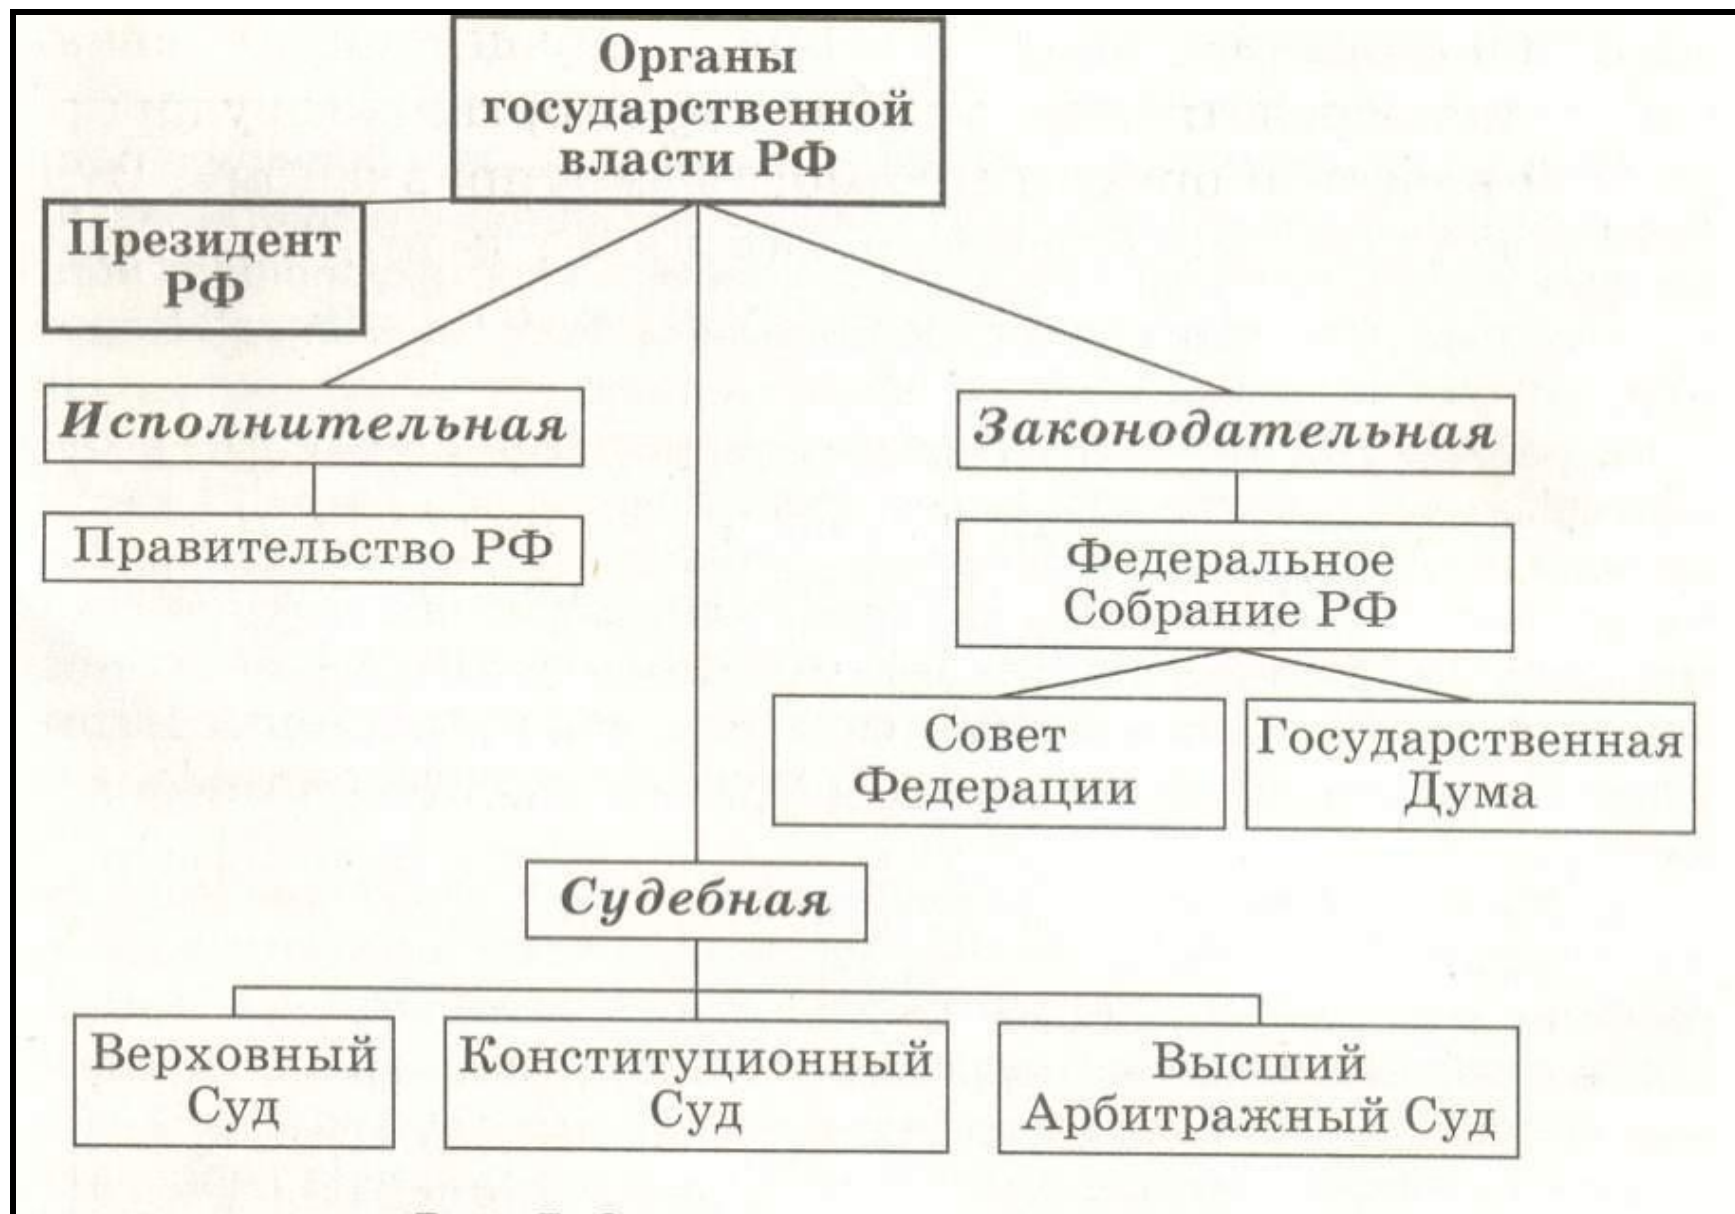 Органы
государственной
власти РФ
Президент
РФ
Исполнительная
Законодательная
Правительство РФ
Федеральное
Собрание РФ
Совет
Федерации
Государственная
Дума
Судебная
Верховный
Суд
Конституционный
Суд
Высший
Арбитражный Суд